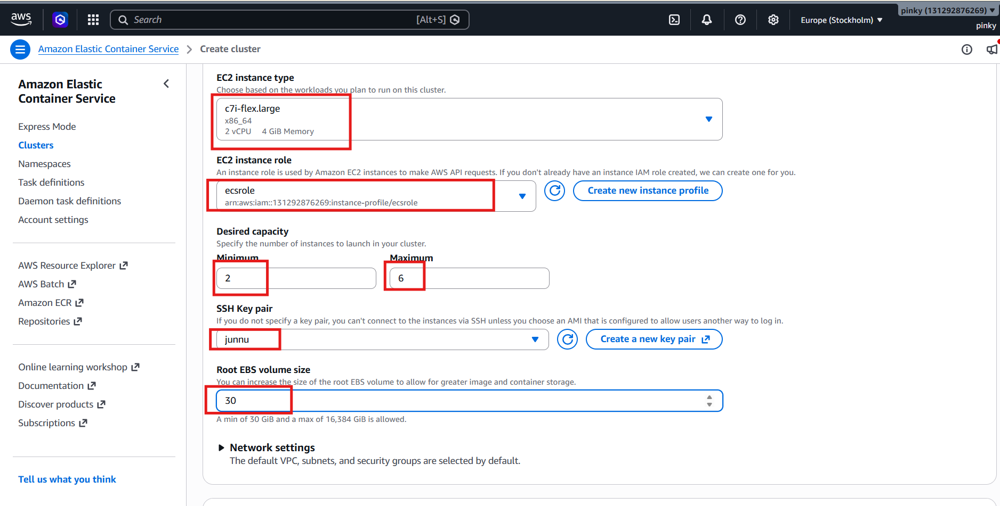 aws
Search
[Alt+S]
Europe (Stockholm)
pinky (131292876269)
pinky
Amazon Elastic Container Service
Create cluster
Amazon Elastic
Container Service
Express Mode
Clusters
Namespaces
Task definitions
Daemon task definitions
Account settings
AWS Resource Explorer
AWS Batch
Amazon ECR
Repositories
Online learning workshop
Documentation
Discover products
Subscriptions
Tell us what you think
EC2 instance type
Choose based on the workloads you plan to run on this cluster.
c7i-flex.large
x86_64
2 vCPU 4 GiB Memory
EC2 instance role
An instance role is used by Amazon EC2 instances to make AWS API requests. If you don't already have an instance IAM role created, we can create one for you.
ecsrole
arn:aws:iam::131292876269:instance-profile/ecsrole
Create new instance profile
Desired capacity
Specify the number of instances to launch in your cluster.
Minimum
Maximum
2
6
SSH Key pair
If you do not specify a key pair, you can't connect to the instances via SSH unless you choose an AMI that is configured to allow users another way to log in.
junnu
Create a new key pair
Root EBS volume size
You can increase the size of the root EBS volume to allow for greater image and container storage.
30
A min of 30 GiB and a max of 16,384 GiB is allowed.
Network settings
The default VPC, subnets, and security groups are selected by default.